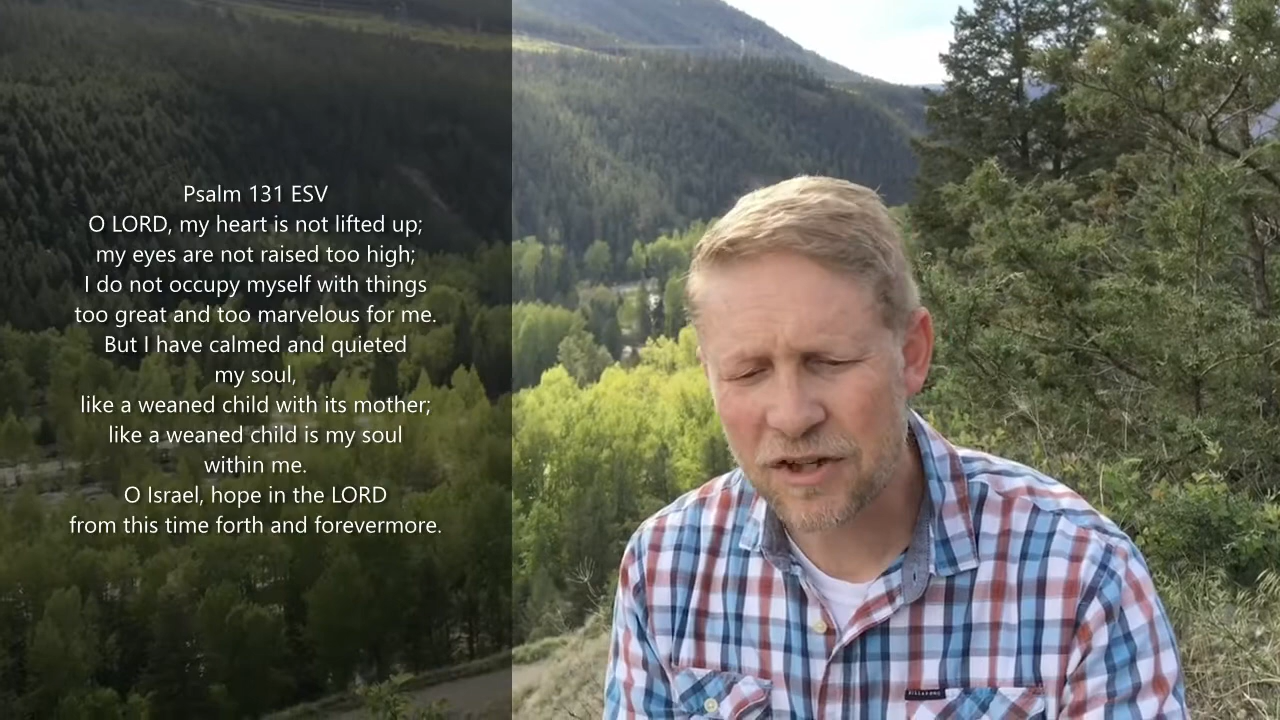 Psalm 131 ESV
O LORD, my heart is not lifted up;
my eyes are not raised too high;
I do not occupy myself with things
too great and too marvelous for me.
But I have calmed and quieted
my soul,
like a weaned child with its mother;
like a weaned child is my soul
within me.
O Israel, hope in the LORD
from this time forth and forevermore.
BILLABONG